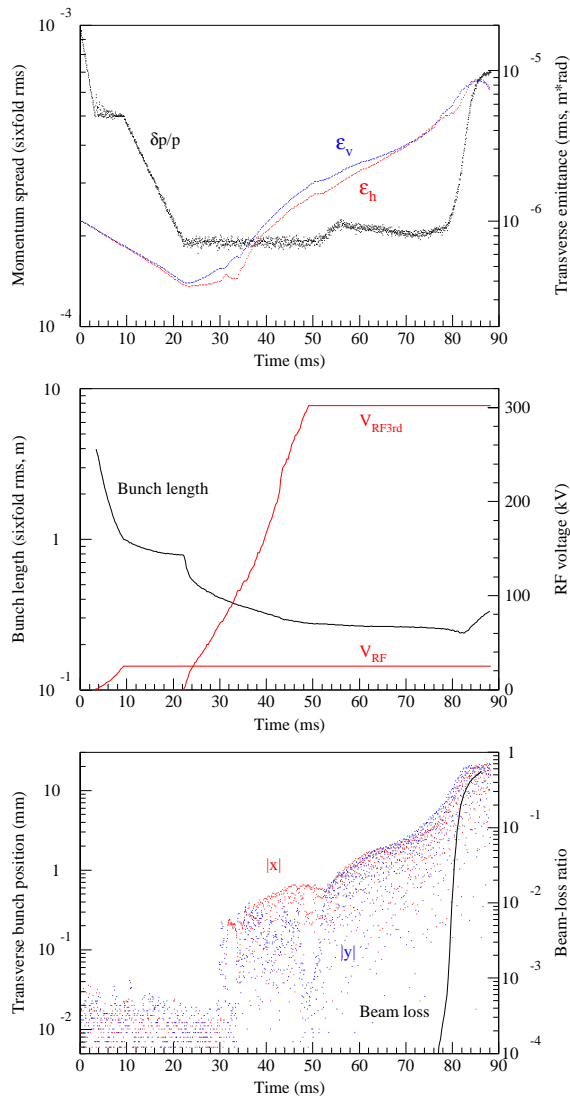 10 -3
10 -4
Momentum spread (sixfold rms)
δp/p
εv
εh
10 -5
10 -6
Transverse emittance (rms, m*rad)
0 10 20 30 40 50 60 70 80 90
Time (ms)
10
1
10 -1
Bunch length (sixfold rms, m)
Bunch length
VRF3rd
VRF
300
200
100
0
RF voltage (kV)
0 10 20 30 40 50 60 70 80 90
Time (ms)
10
1
10 -1
10 -2
Transverse bunch position (mm)
|x|
|y|
Beam loss
1
10 -1
10 -2
10 -3
10 -4
Beam-loss ratio
0 10 20 30 40 50 60 70 80 90
Time (ms)